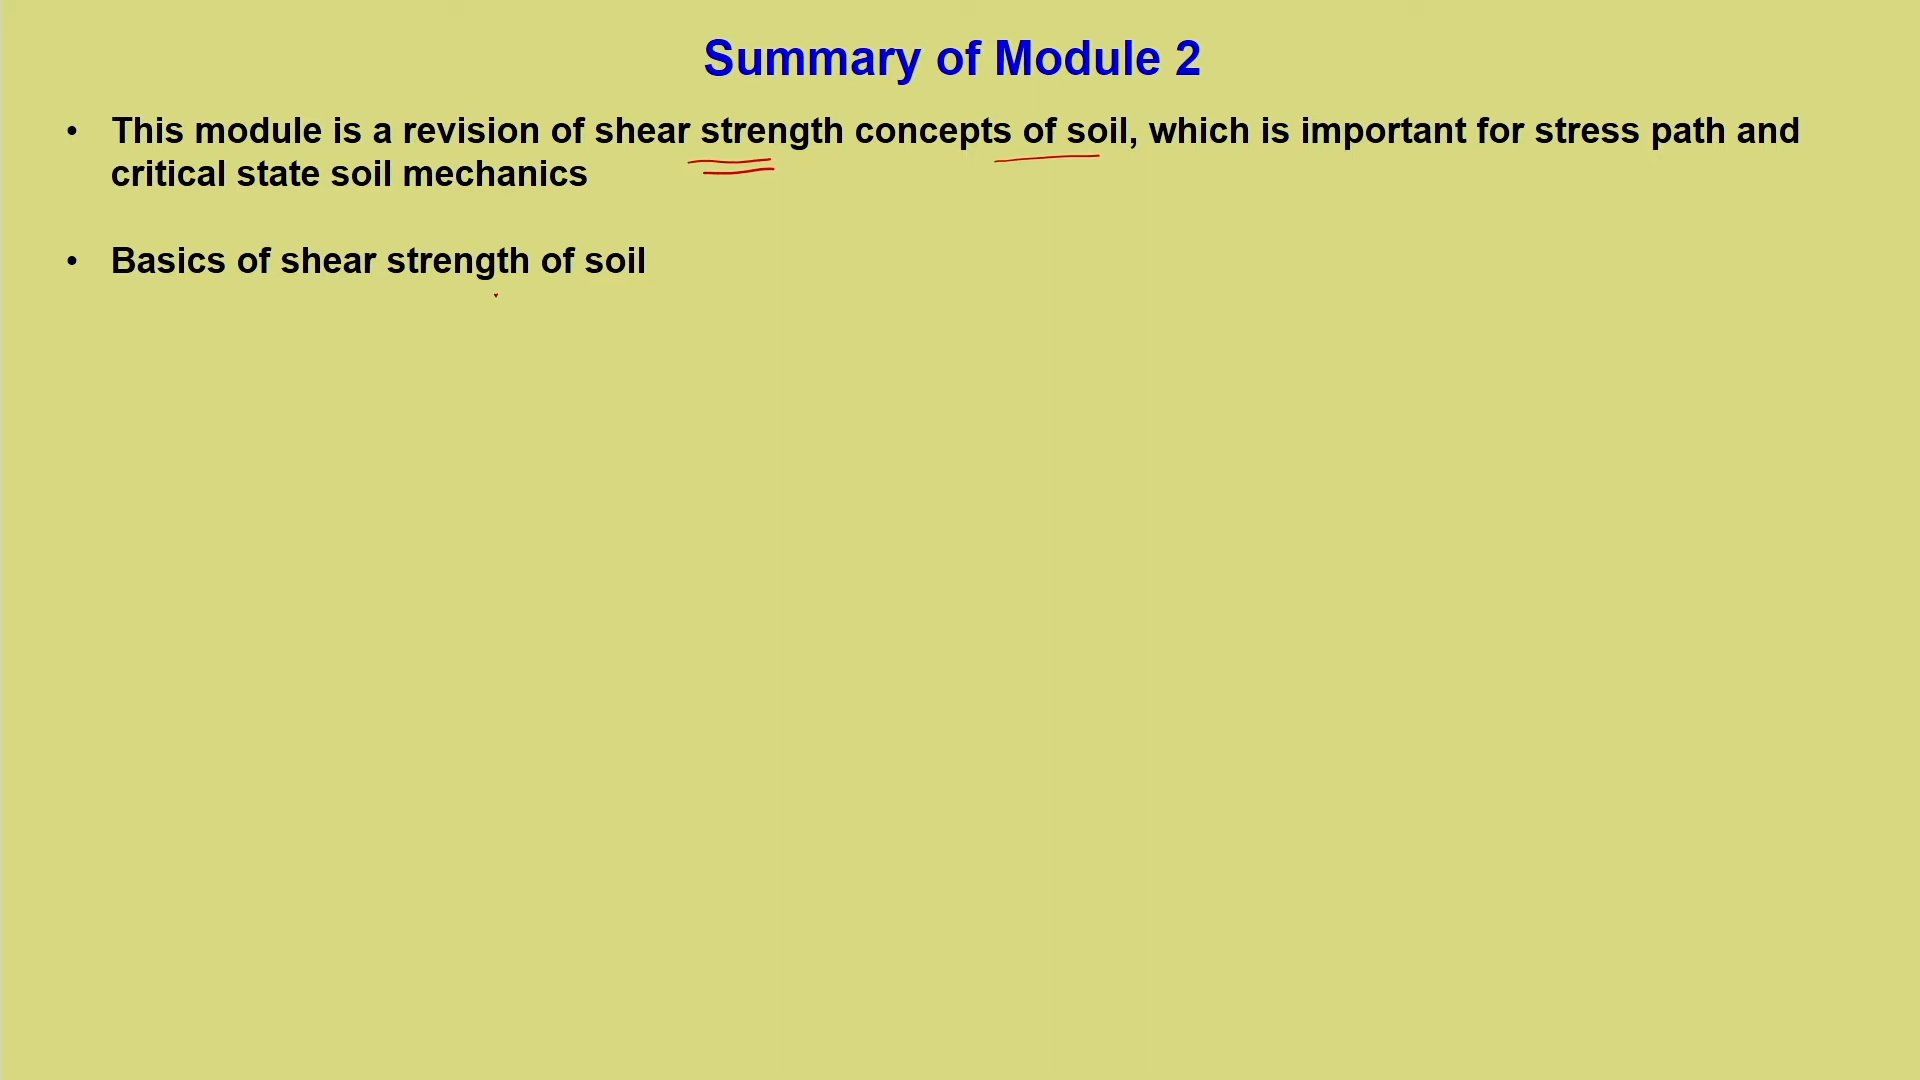 Summary of Module 2
• This module is a revision of shear strength concepts of soil, which is important for stress path and
critical state soil mechanics
• Basics of shear strength of soil